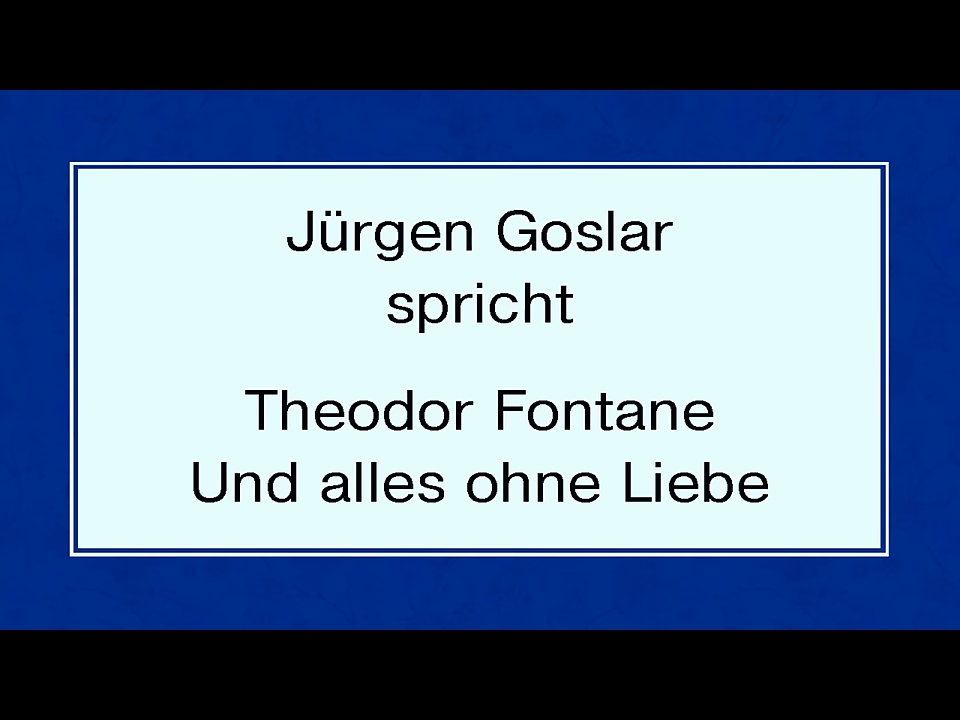 Jürgen Goslar
spricht
Theodor Fontane
Und alles ohne Liebe